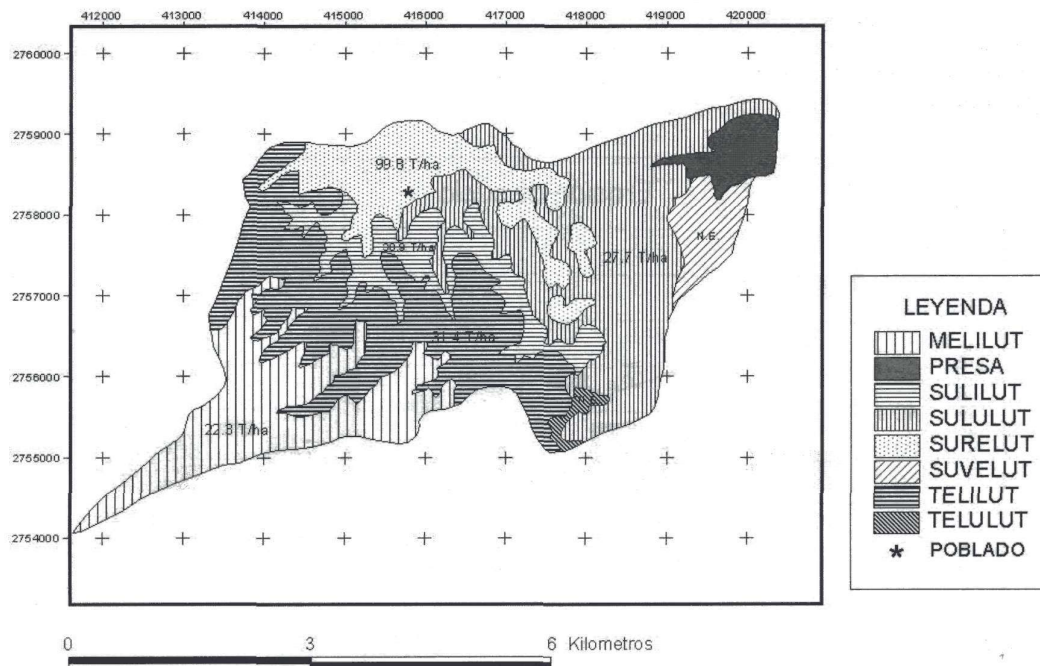 412000 413000 414000 415000 416000 417000 418000 419000 420000
2760000
2759000
2758000
2757000
2756000
2755000
2754000
99.8 T/ha
27.7 T/ha
N.E.
31.4 T/ha
22.3 T/ha
LEYENDA
MELILUT
PRESA
SULILUT
SULULUT
SURELUT
SUVELUT
TELILUT
TELULUT
* POBLADO
0 3 6 Kilometros